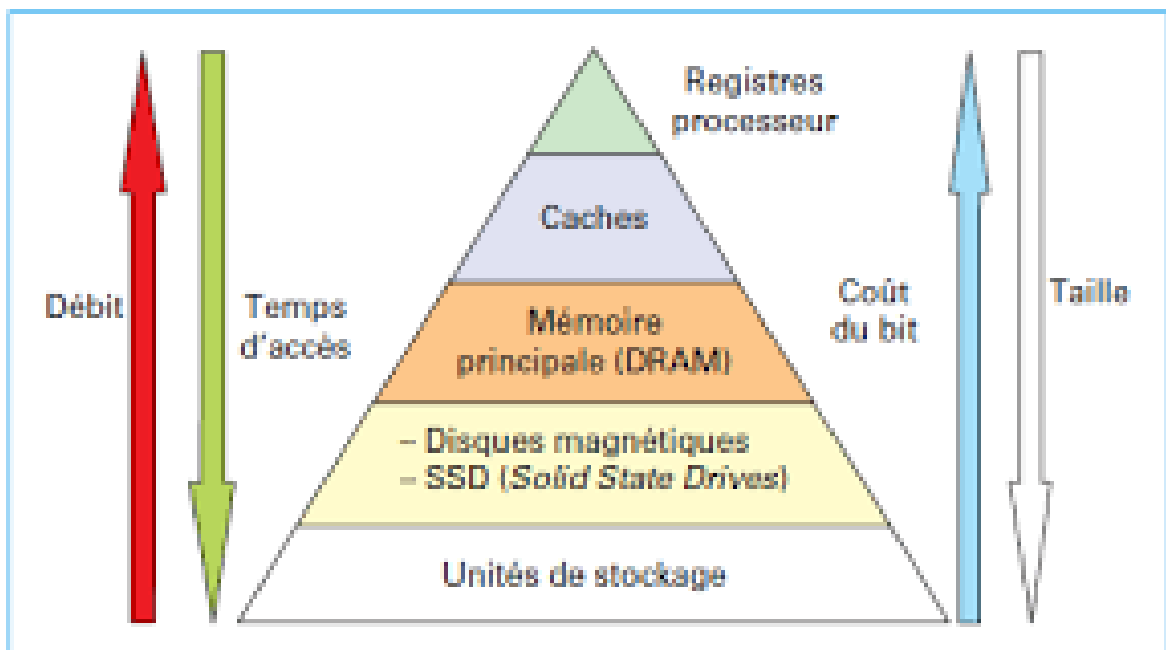 Registres
processeur
Caches
Débit
Temps
d'accès
Mémoire
principale (DRAM)
Coût
du bit
Taille
– Disques magnétiques
– SSD (Solid State Drives)
Unités de stockage